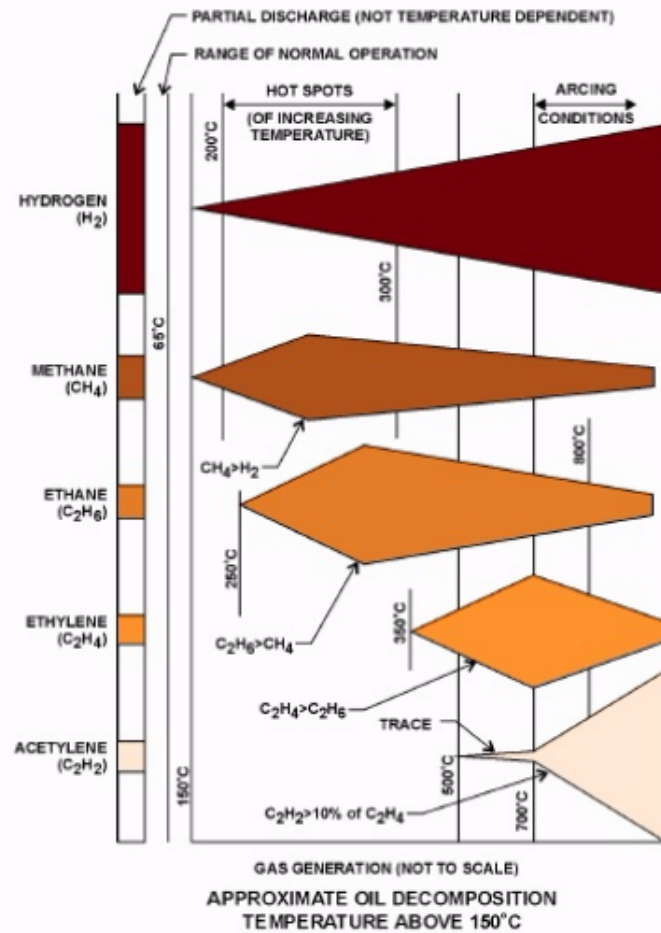 PARTIAL DISCHARGE (NOT TEMPERATURE DEPENDENT)
RANGE OF NORMAL OPERATION
HOT SPOTS
(OF INCREASING
TEMPERATURE)
ARCING
CONDITIONS
200°C
HYDROGEN
(H₂)
300°C
65°C
METHANE
(CH₄)
CH₄>H₂
800°C
ETHANE
(C₂H₆)
250°C
C₂H₆>CH₄
350°C
ETHYLENE
(C₂H₄)
C₂H₄>C₂H₆
TRACE
ACETYLENE
(C₂H₂)
150°C
500°C
700°C
C₂H₂>10% of C₂H₄
GAS GENERATION (NOT TO SCALE)
APPROXIMATE OIL DECOMPOSITION
TEMPERATURE ABOVE 150°C